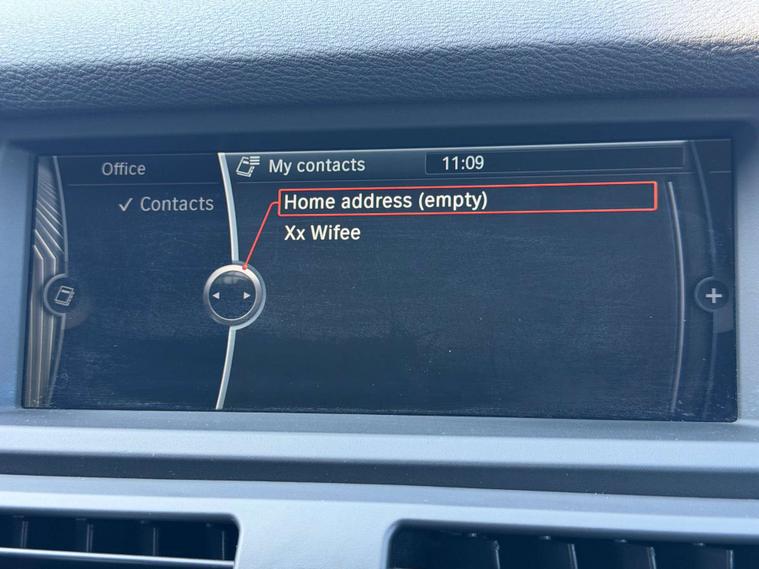 Office
My contacts
11:09
✓ Contacts
Home address (empty)
Xx Wifee